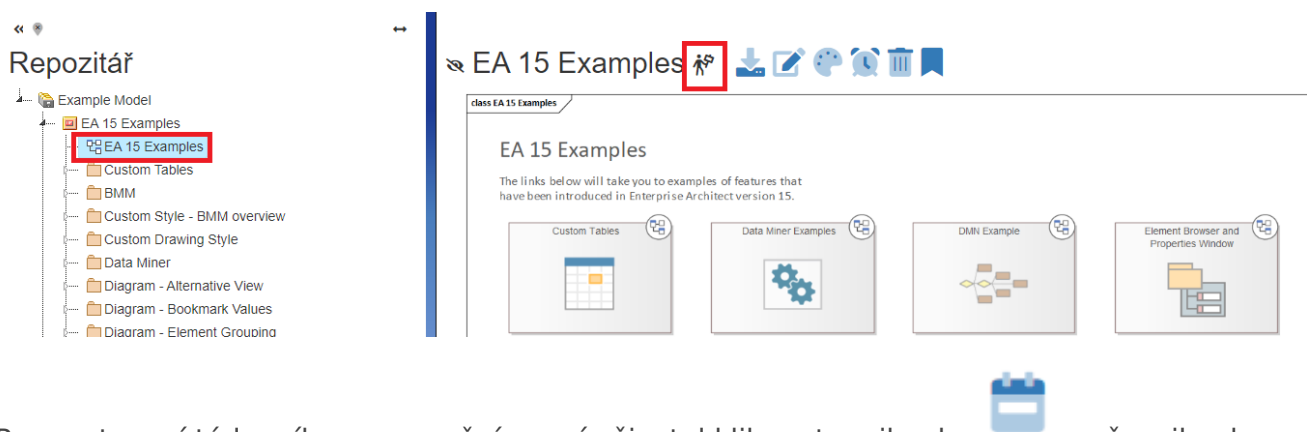 Repozitář
Example Model
EA 15 Examples
EA 15 Examples
Custom Tables
BMM
Custom Style - BMM overview
Custom Drawing Style
Data Miner
Diagram - Alternative View
Diagram - Bookmark Values
Diagram - Element Grouping
EA 15 Examples
class EA 15 Examples
EA 15 Examples
The links below will take you to examples of features that
have been introduced in Enterprise Architect version 15.
Custom Tables
Data Miner Examples
DMN Example
Element Browser and
Properties Window